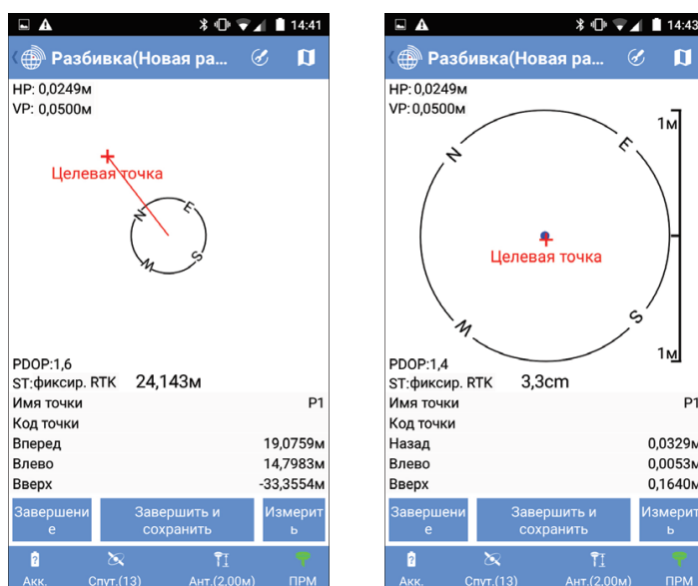 14:41
Разбивка(Новая ра...
HP: 0,0249м
VP: 0,0500м
Целевая точка
N
E
W
S
PDOP:1,6
ST:фиксир. RTK 24,143м
Имя точки P1
Код точки
Вперед 19,0759м
Влево 14,7983м
Вверх -33,3554м
Завершени
е
Завершить и
сохранить
Измерит
ь
Акк. Спут.(13) Ант.(2,00м) ПРМ
14:43
Разбивка(Новая ра...
HP: 0,0249м
VP: 0,0500м
1м
N
E
Целевая точка
W
S
1м
PDOP:1,4
ST:фиксир. RTK 3,3cm
Имя точки P1
Код точки
Назад 0,0329м
Влево 0,0053м
Вверх 0,1640м
Завершени
е
Завершить и
сохранить
Измерит
ь
Акк. Спут.(13) Ант.(2,00м) ПРМ